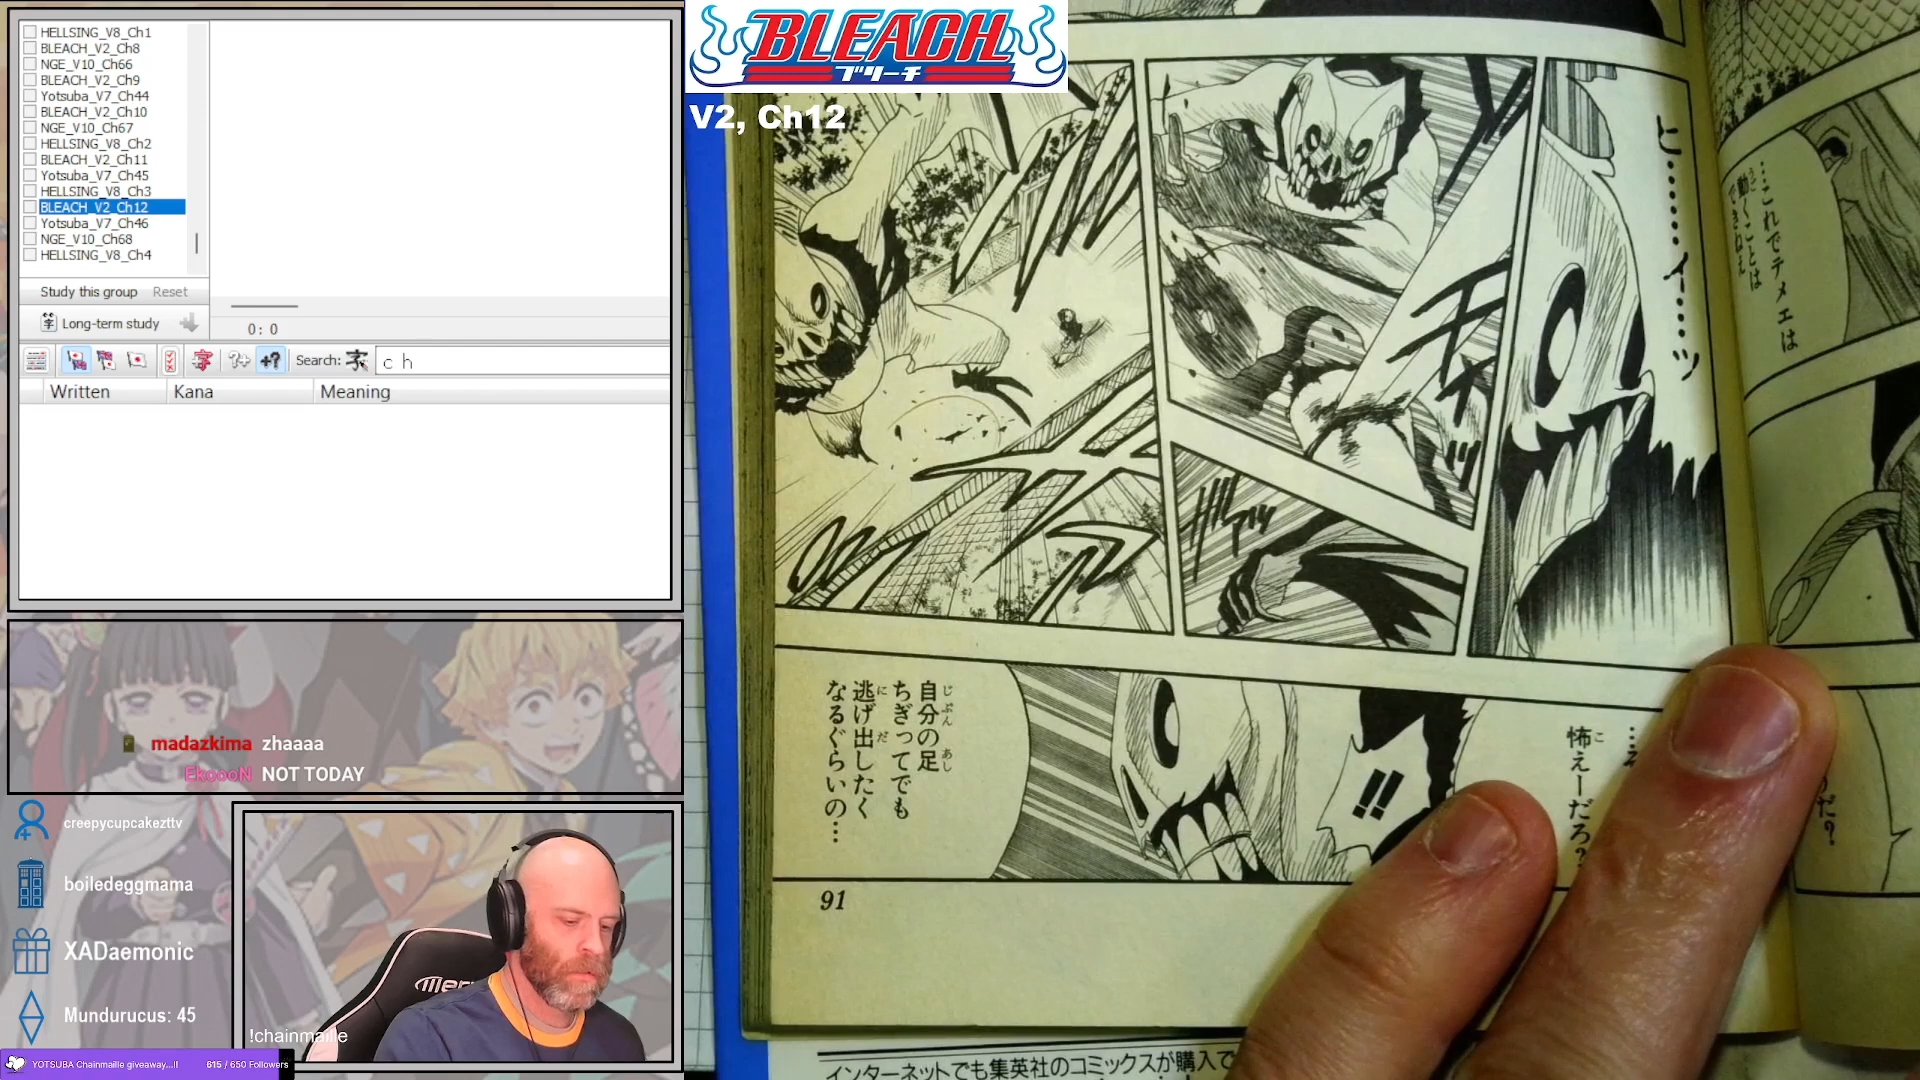 HELLSING_V8_Ch1
BLEACH_V2_Ch8
NGE_V10_Ch66
BLEACH_V2_Ch9
Yotsuba_V7_Ch44
BLEACH_V2_Ch10
NGE_V10_Ch67
HELLSING_V8_Ch2
BLEACH_V2_Ch11
Yotsuba_V7_Ch45
HELLSING_V8_Ch3
BLEACH_V2_Ch12
Yotsuba_V7_Ch46
NGE_V10_Ch68
HELLSING_V8_Ch4
Study this group Reset
Long-term study
0: 0
Search: c h
Written Kana Meaning
madazkima zhaaaa
EkoooN NOT TODAY
creepycupcakezttv
boiledeggmama
XADaemonic
Mundurucus: 45
!chainmaille
YOTSUBA Chainmaille giveaway...!! 615 / 650 Followers
BLEACH
ブリーチ
V2, Ch12
…これでテメエは
動くことは
できねえ
ヒ……イ……ッ
怖えーだろ?
だ?
!!
自分の足
ちぎってでも
逃げ出したく
なるぐらいの…
91
インターネットでも集英社のコミックスが購入で